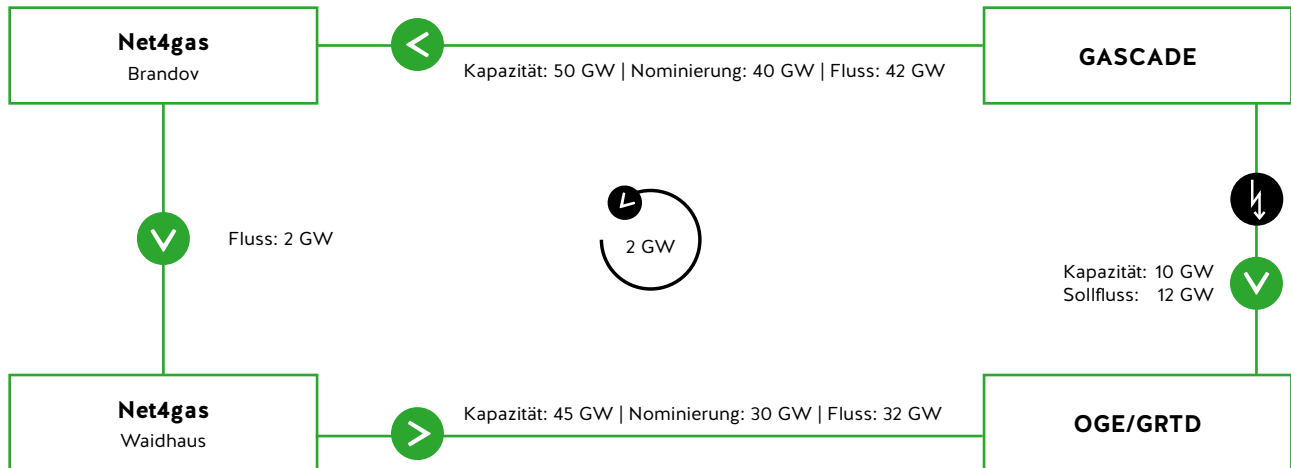 Net4gas
Brandov
Kapazität: 50 GW | Nominierung: 40 GW | Fluss: 42 GW
GASCADE
Fluss: 2 GW
2 GW
Kapazität: 10 GW
Sollfluss: 12 GW
Net4gas
Waidhaus
Kapazität: 45 GW | Nominierung: 30 GW | Fluss: 32 GW
OGE/GRTD